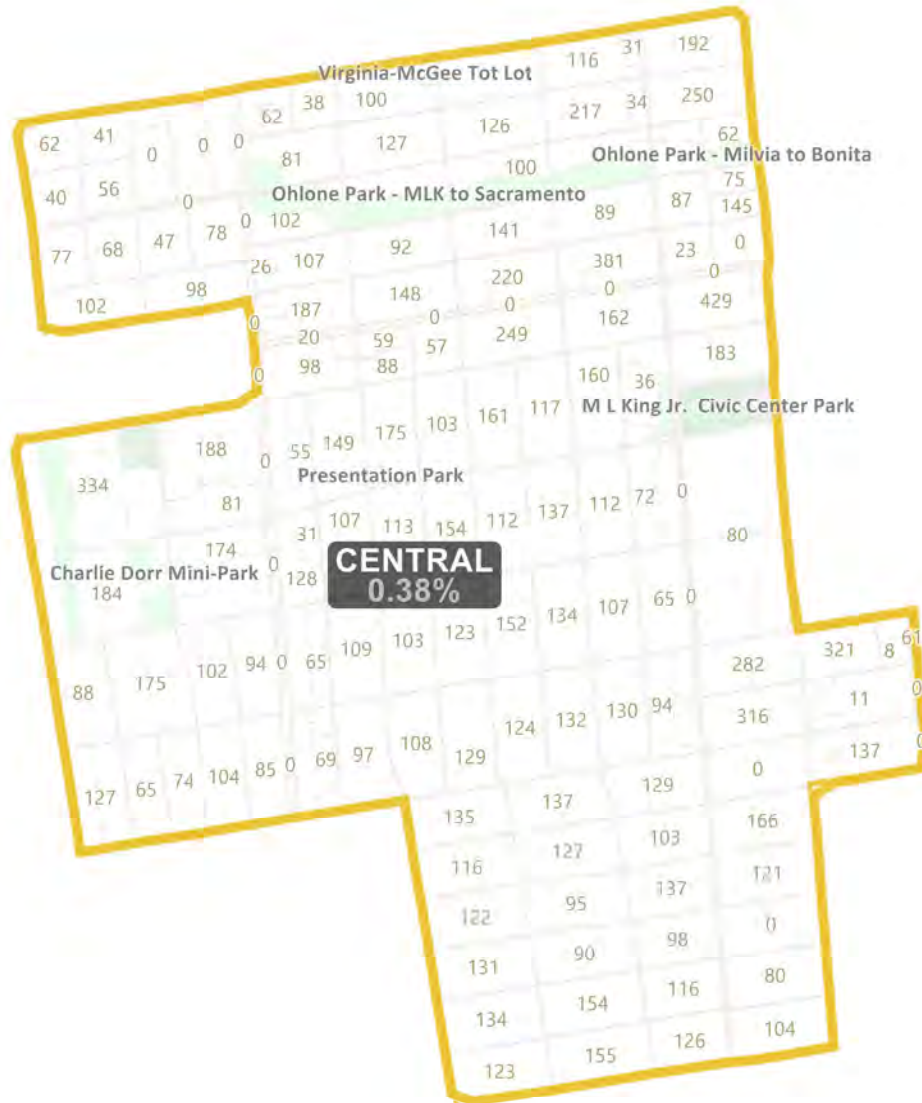 116 31 192
Virginia-McGee Tot Lot
62 38 100
217 34 250
62 41
0 0 0
127 126
62
81
100
Ohlone Park - Milvia to Bonita
40 56
75
Ohlone Park - MLK to Sacramento
0
87 145
77 68 47 78 0 102
141 89
26 107 92
23 0
102 98
220 381
0
187 148
0 0
429
0
0
162
20 59 57 249
0 98 88
183
160 36
M L King Jr. Civic Center Park
334 188 0 55 149 175 103 161 117
Presentation Park
81
31 107 113 154 112 137 112 72 0
80
174 0
Charlie Dorr Mini-Park
184
128
CENTRAL
0.38%
88 175 102 94 0 65 109 103 123 152 134 107 65 0
282 321 8 61
0
316 11
124 132 130 94
0
137
127 65 74 104 85 0 69 97 108 129
0
135 137 129
166
116 127 103
121
122 95 137
0
131 90 98
80
134 154 116
104
123 155 126